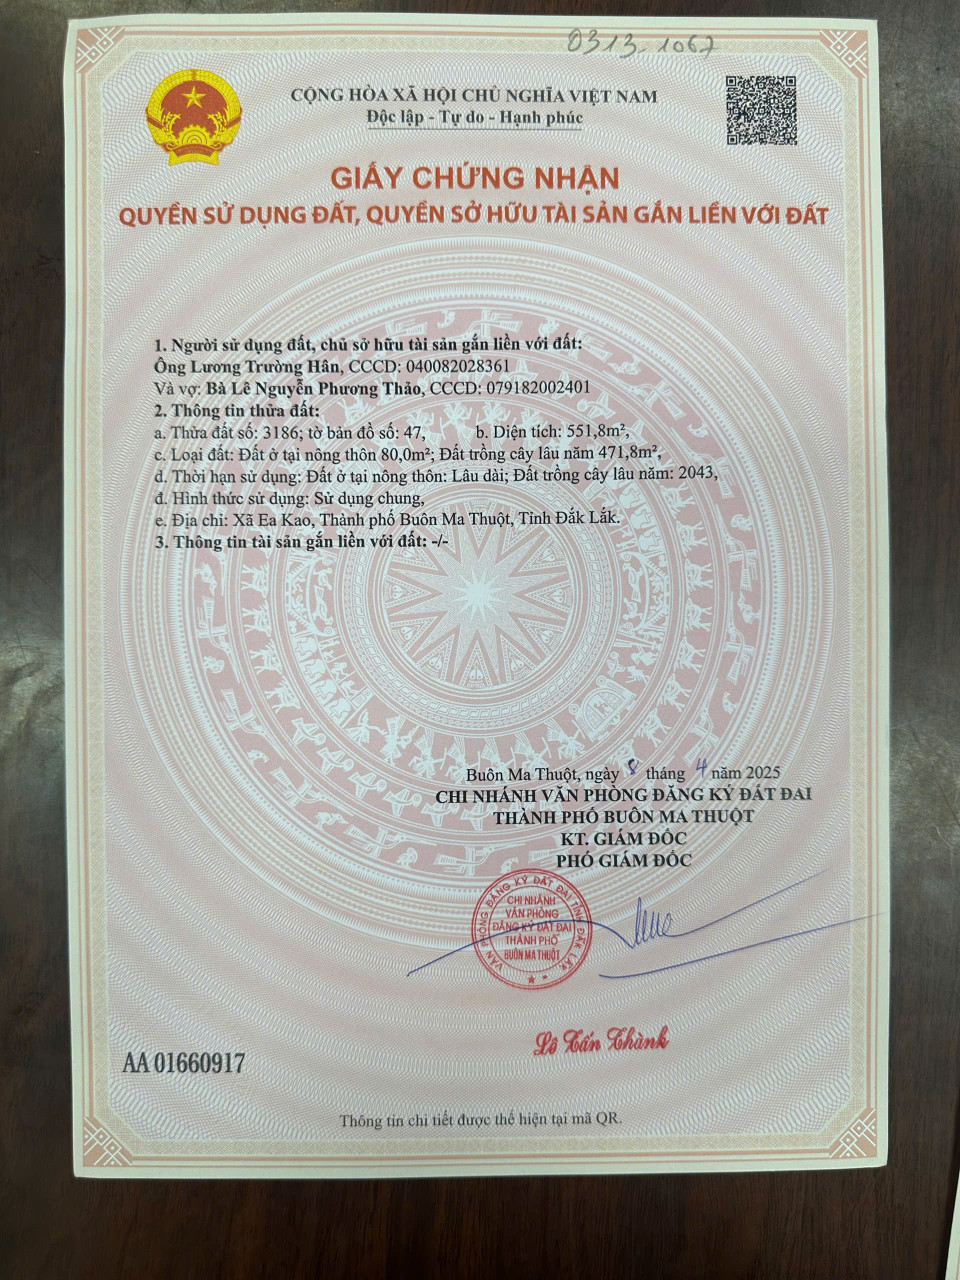 0313.1067
CỘNG HÒA XÃ HỘI CHỦ NGHĨA VIỆT NAM
Độc lập - Tự do - Hạnh phúc
GIẤY CHỨNG NHẬN
QUYỀN SỬ DỤNG ĐẤT, QUYỀN SỞ HỮU TÀI SẢN GẮN LIỀN VỚI ĐẤT
1. Người sử dụng đất, chủ sở hữu tài sản gắn liền với đất:
Ông Lương Trường Hân, CCCD: 040082028361
Và vợ: Bà Lê Nguyễn Phương Thảo, CCCD: 079182002401
2. Thông tin thửa đất:
a. Thửa đất số: 3186; tờ bản đồ số: 47, b. Diện tích: 551,8m²,
c. Loại đất: Đất ở tại nông thôn 80,0m²; Đất trồng cây lâu năm 471,8m²,
d. Thời hạn sử dụng: Đất ở tại nông thôn: Lâu dài; Đất trồng cây lâu năm: 2043,
đ. Hình thức sử dụng: Sử dụng chung,
e. Địa chỉ: Xã Ea Kao, Thành phố Buôn Ma Thuột, Tỉnh Đắk Lắk.
3. Thông tin tài sản gắn liền với đất: -/-
Buôn Ma Thuột, ngày 8 tháng 4 năm 2025
CHI NHÁNH VĂN PHÒNG ĐĂNG KÝ ĐẤT ĐAI
THÀNH PHỐ BUÔN MA THUỘT
KT. GIÁM ĐỐC
PHÓ GIÁM ĐỐC
VĂN PHÒNG ĐĂNG KÝ ĐẤT ĐAI TỈNH ĐẮK LẮK
CHI NHÁNH
VĂN PHÒNG
ĐĂNG KÝ ĐẤT ĐAI
THÀNH PHỐ
BUÔN MA THUỘT
Lê Tấn Thành
AA 01660917
Thông tin chi tiết được thể hiện tại mã QR.